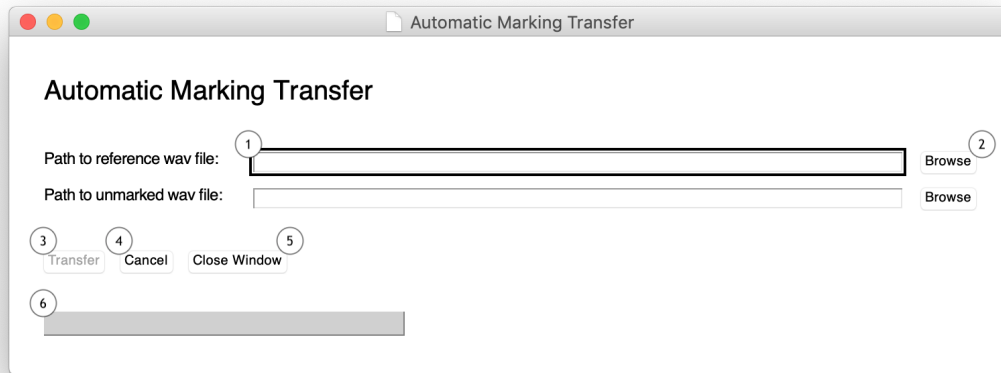 Automatic Marking Transfer
Automatic Marking Transfer
1 2
Path to reference wav file: Browse
Path to unmarked wav file: Browse
3 4 5
Transfer Cancel Close Window
6